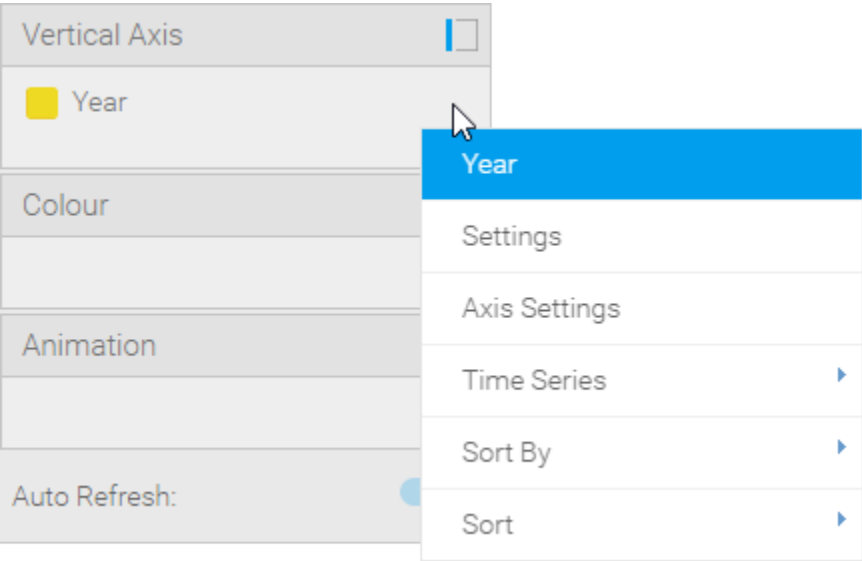 Vertical Axis
Year
Colour
Animation
Auto Refresh:
Year
Settings
Axis Settings
Time Series
Sort By
Sort